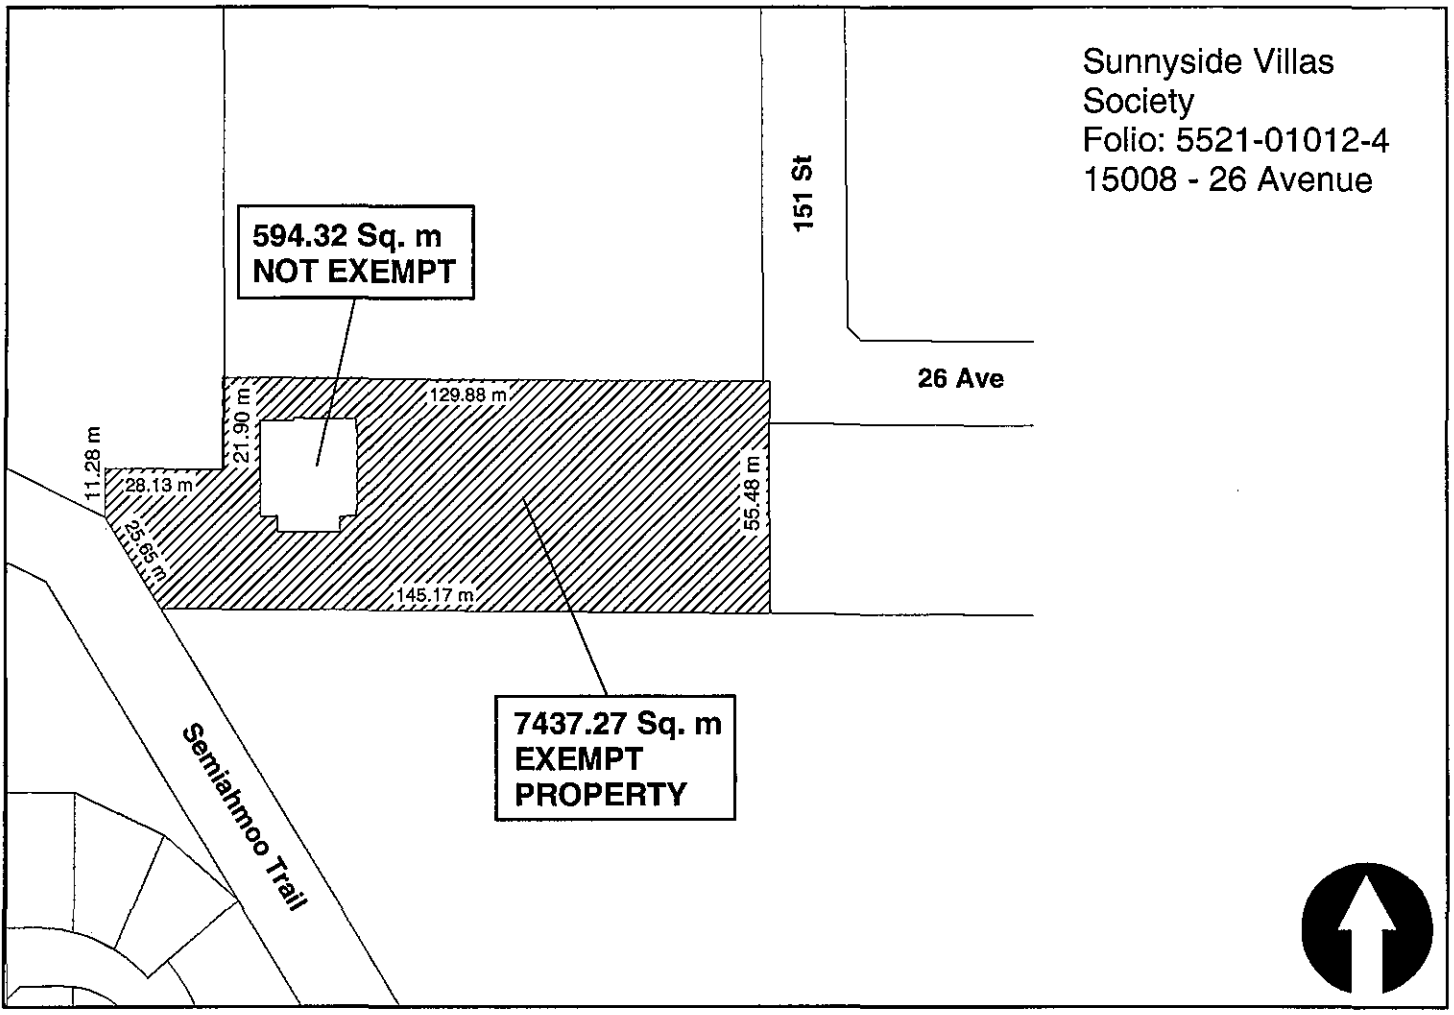 Sunnyside Villas
Society
Folio: 5521-01012-4
15008 - 26 Avenue
151 St
594.32 Sq. m
NOT EXEMPT
26 Ave
129.88 m
21.90 m
11.28 m
28.13 m
55.48 m
25.65 m
145.17 m
7437.27 Sq. m
EXEMPT
PROPERTY
Semiahmoo Trail